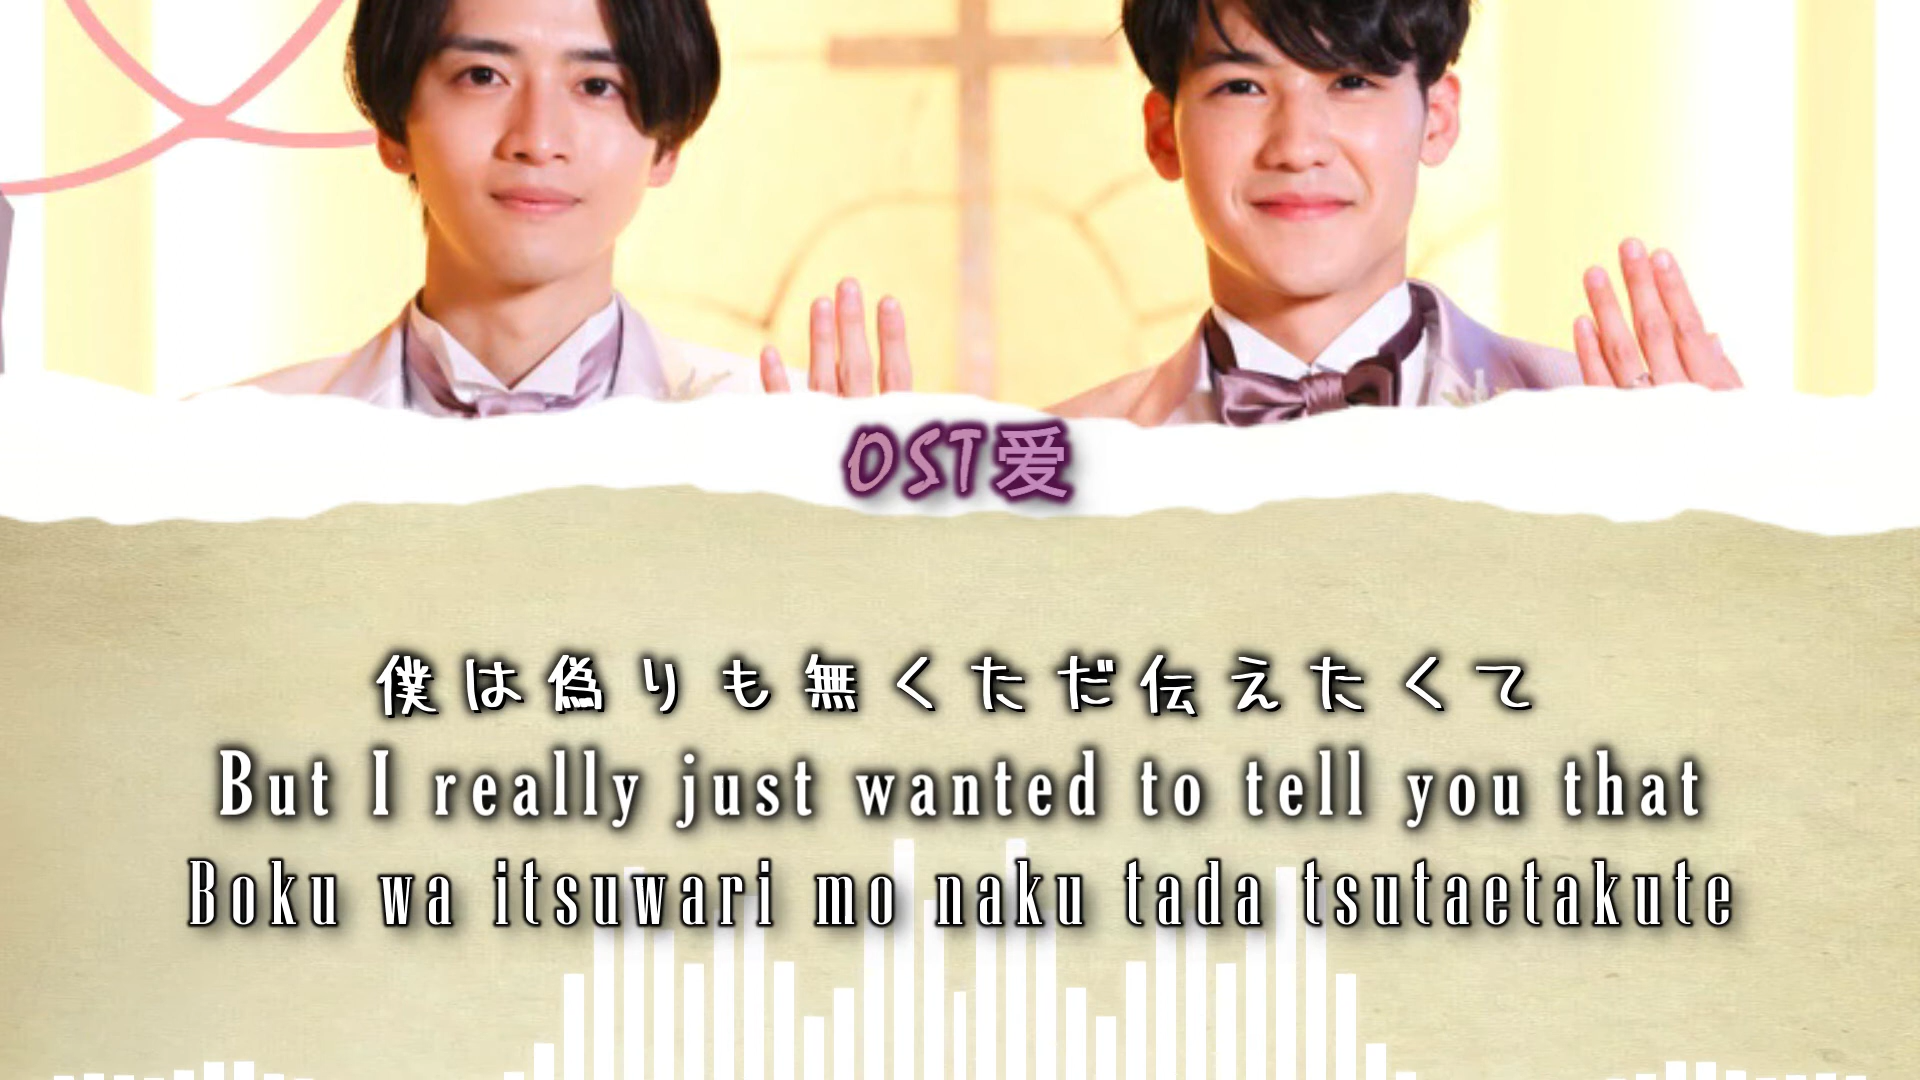 OST爱
僕は偽りも無くただ伝えたくて
But I really just wanted to tell you that
Boku wa itsuwari mo naku tada tsutaetakute